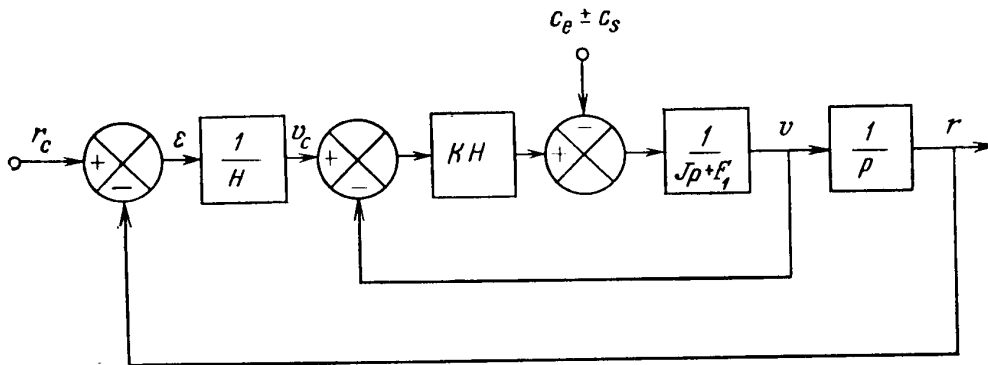 c_e ± c_s
r_c
+
−
ε
1
H
v_c
+
−
KH
−
+
1
Jp+F_1
v
1
p
r